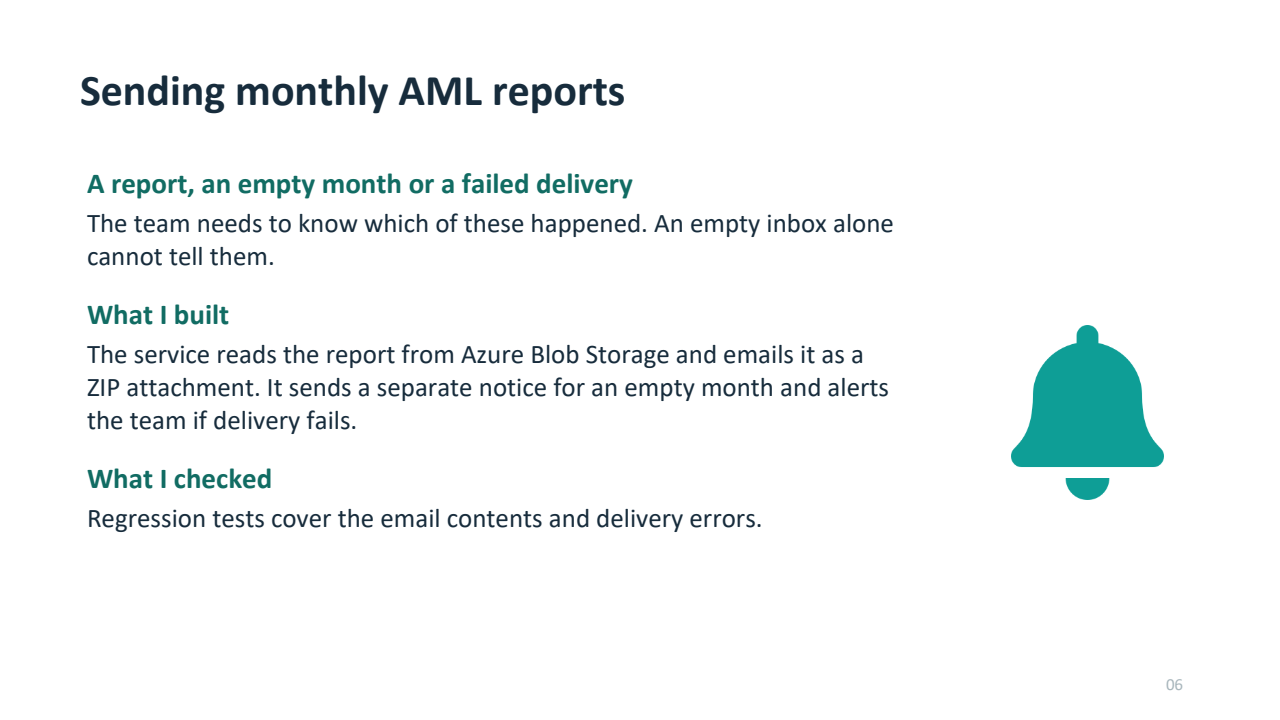 Sending monthly AML reports
A report, an empty month or a failed delivery
The team needs to know which of these happened. An empty inbox alone
cannot tell them.
What I built
The service reads the report from Azure Blob Storage and emails it as a
ZIP attachment. It sends a separate notice for an empty month and alerts
the team if delivery fails.
What I checked
Regression tests cover the email contents and delivery errors.
06